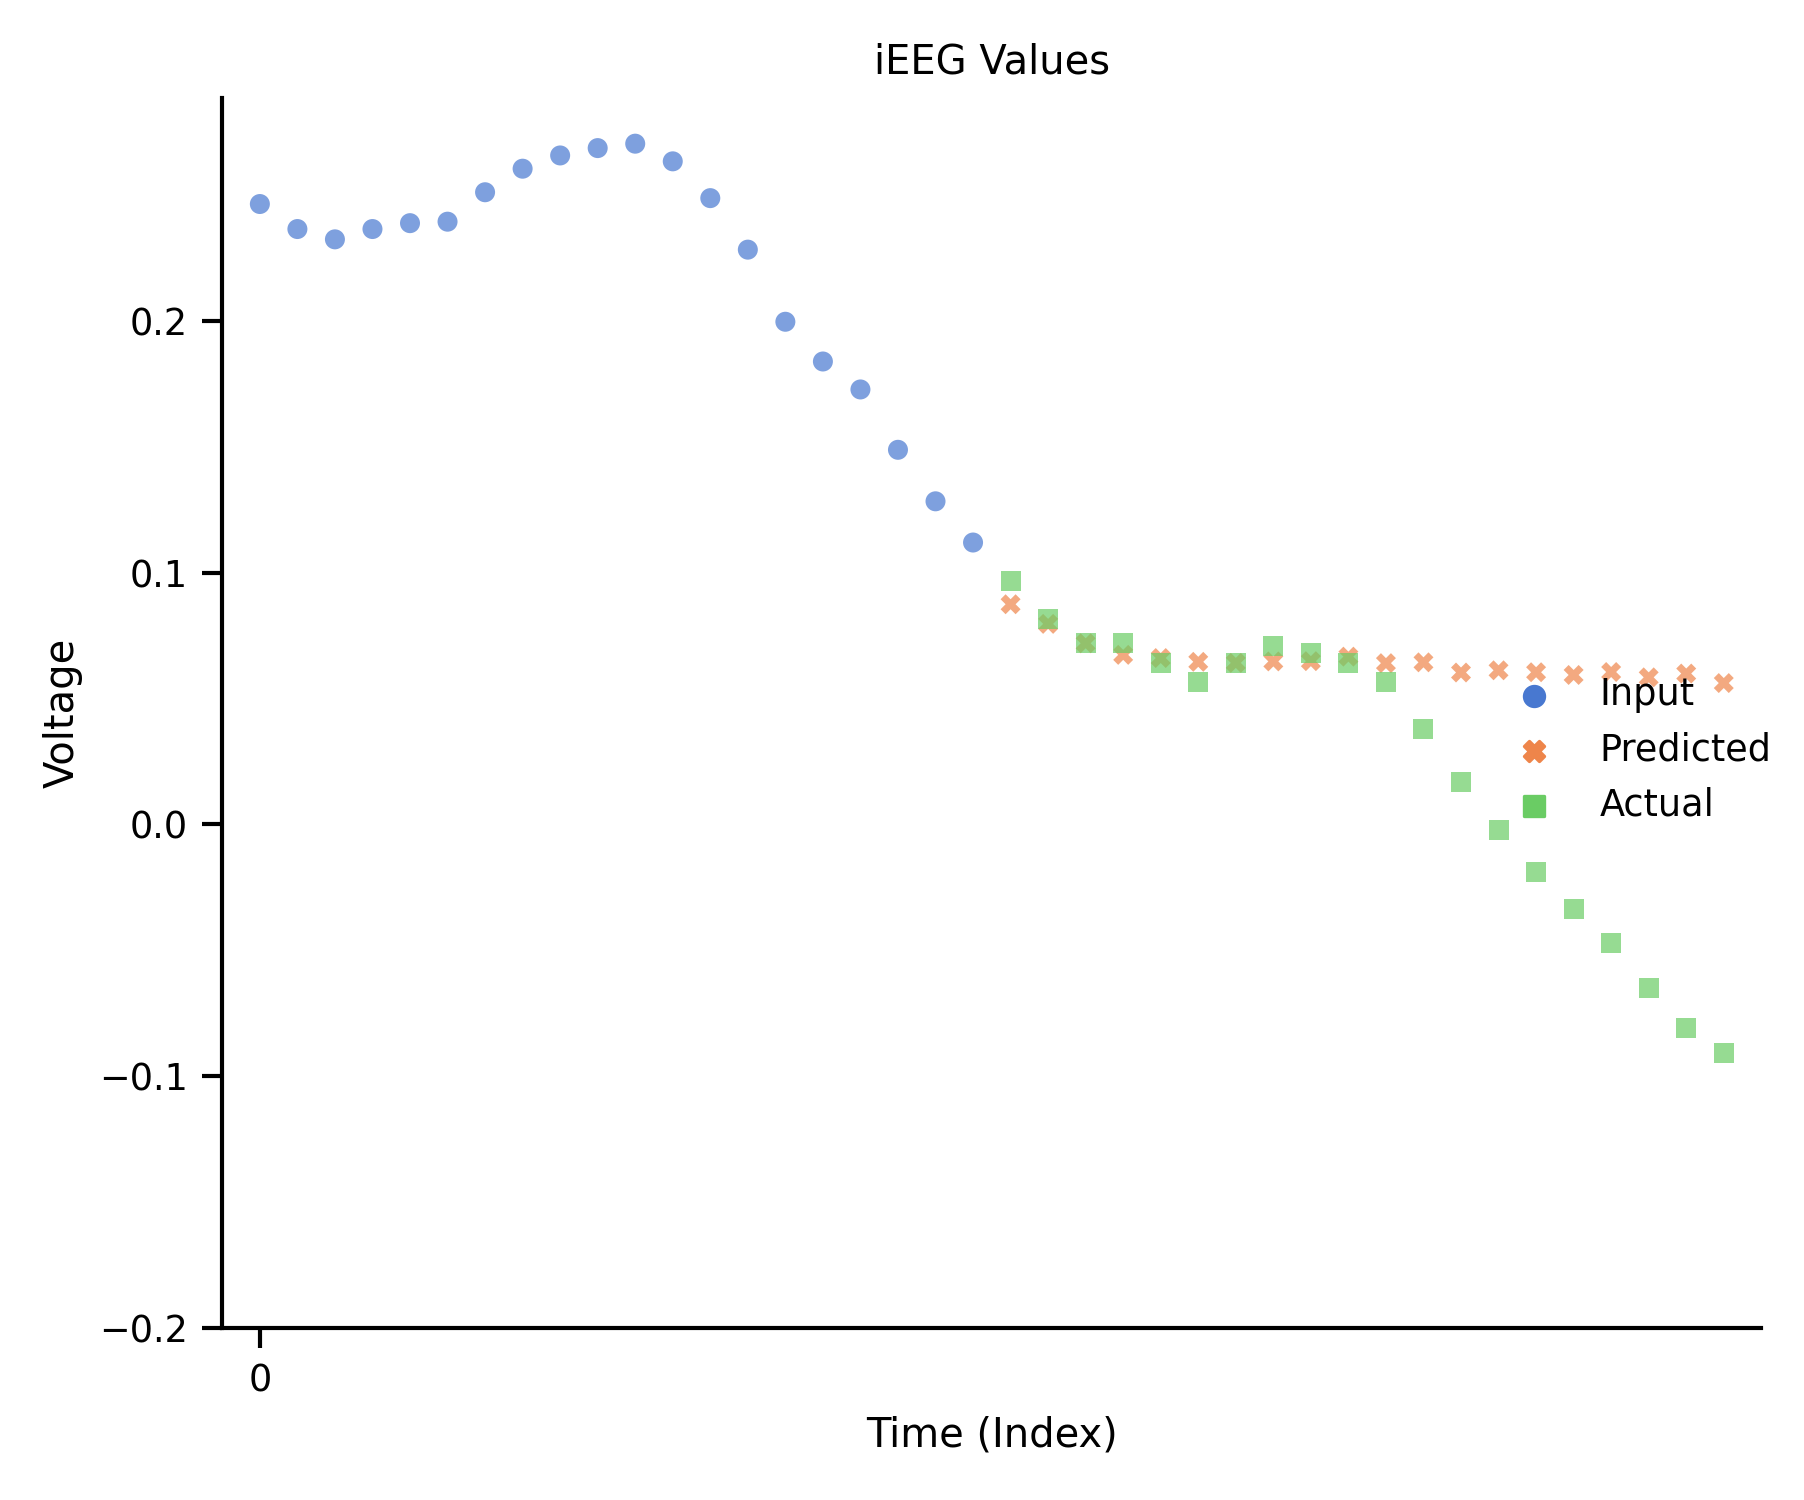 iEEG Values
Voltage
0.2
0.1
0.0
−0.1
−0.2
0
Time (Index)
Input
Predicted
Actual